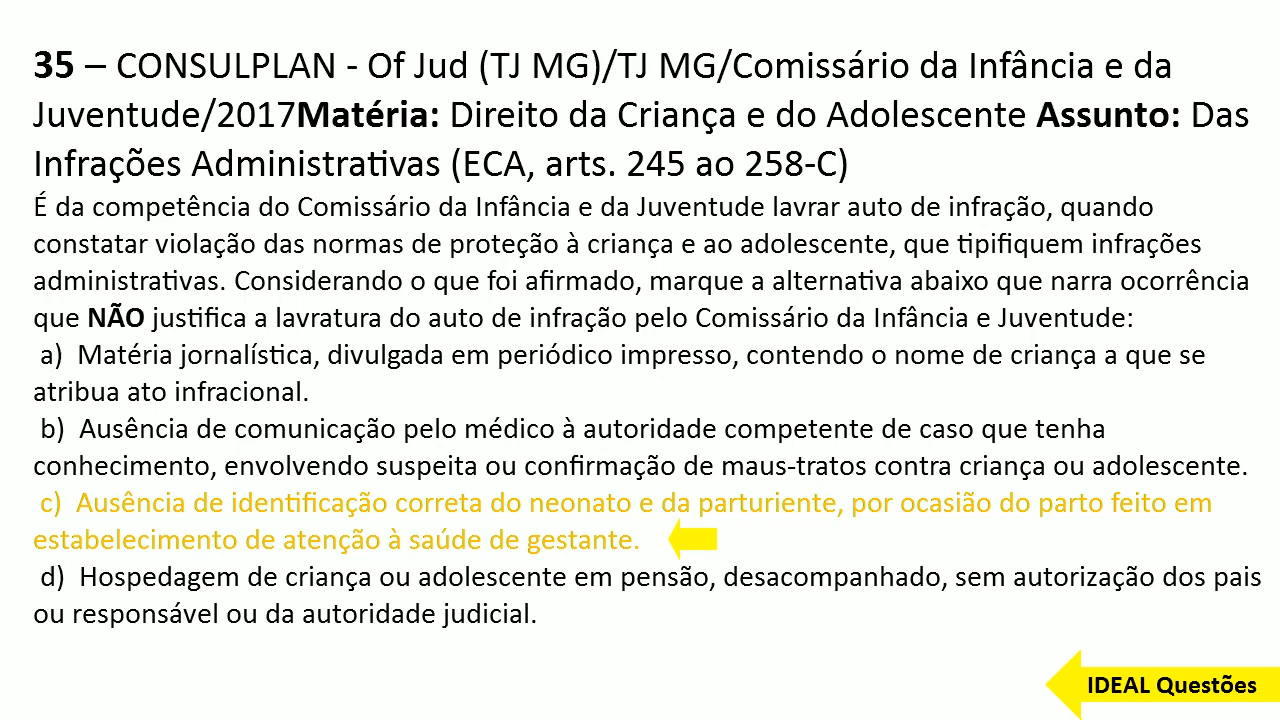 35 – CONSULPLAN - Of Jud (TJ MG)/TJ MG/Comissário da Infância e da
Juventude/2017Matéria: Direito da Criança e do Adolescente Assunto: Das
Infrações Administrativas (ECA, arts. 245 ao 258-C)
É da competência do Comissário da Infância e da Juventude lavrar auto de infração, quando
constatar violação das normas de proteção à criança e ao adolescente, que tipifiquem infrações
administrativas. Considerando o que foi afirmado, marque a alternativa abaixo que narra ocorrência
que NÃO justifica a lavratura do auto de infração pelo Comissário da Infância e Juventude:
a) Matéria jornalística, divulgada em periódico impresso, contendo o nome de criança a que se
atribua ato infracional.
b) Ausência de comunicação pelo médico à autoridade competente de caso que tenha
conhecimento, envolvendo suspeita ou confirmação de maus-tratos contra criança ou adolescente.
c) Ausência de identificação correta do neonato e da parturiente, por ocasião do parto feito em
estabelecimento de atenção à saúde de gestante.
d) Hospedagem de criança ou adolescente em pensão, desacompanhado, sem autorização dos pais
ou responsável ou da autoridade judicial.
IDEAL Questões